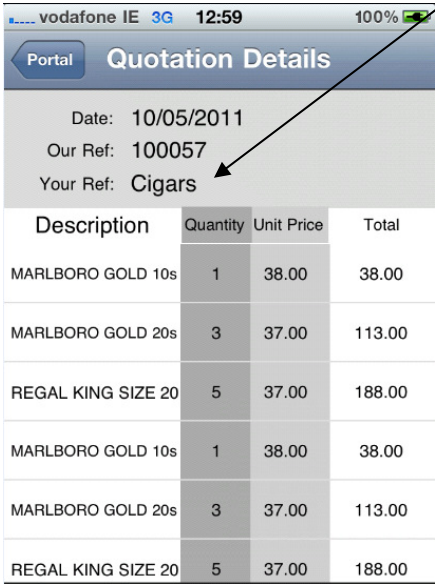 vodafone IE 3G 12:59 100%
Portal Quotation Details
Date: 10/05/2011
Our Ref: 100057
Your Ref: Cigars
Description Quantity Unit Price Total
MARLBORO GOLD 10s 1 38.00 38.00
MARLBORO GOLD 20s 3 37.00 113.00
REGAL KING SIZE 20 5 37.00 188.00
MARLBORO GOLD 10s 1 38.00 38.00
MARLBORO GOLD 20s 3 37.00 113.00
REGAL KING SIZE 20 5 37.00 188.00